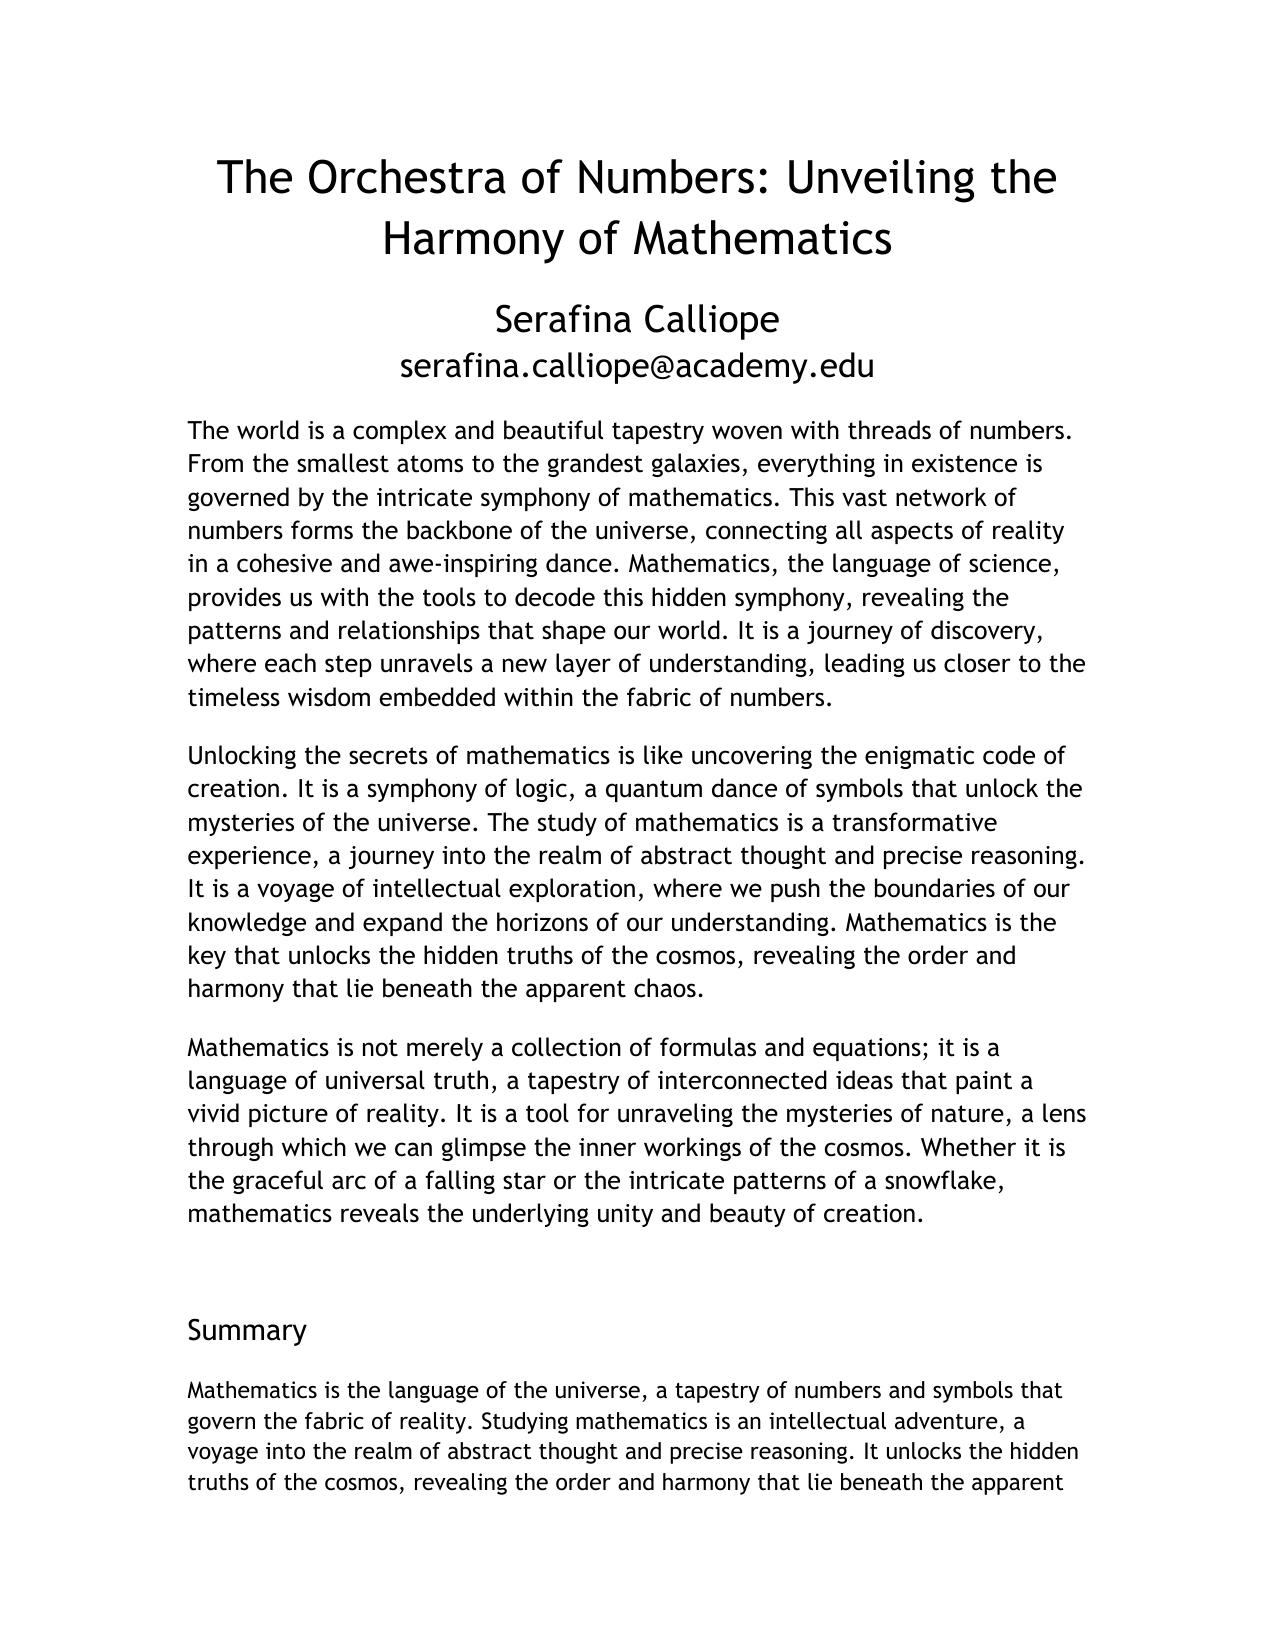 The Orchestra of Numbers: Unveiling the
Harmony of Mathematics
Serafina Calliope
serafina.calliope@academy.edu
The world is a complex and beautiful tapestry woven with threads of numbers.
From the smallest atoms to the grandest galaxies, everything in existence is
governed by the intricate symphony of mathematics. This vast network of
numbers forms the backbone of the universe, connecting all aspects of reality
in a cohesive and awe-inspiring dance. Mathematics, the language of science,
provides us with the tools to decode this hidden symphony, revealing the
patterns and relationships that shape our world. It is a journey of discovery,
where each step unravels a new layer of understanding, leading us closer to the
timeless wisdom embedded within the fabric of numbers.
Unlocking the secrets of mathematics is like uncovering the enigmatic code of
creation. It is a symphony of logic, a quantum dance of symbols that unlock the
mysteries of the universe. The study of mathematics is a transformative
experience, a journey into the realm of abstract thought and precise reasoning.
It is a voyage of intellectual exploration, where we push the boundaries of our
knowledge and expand the horizons of our understanding. Mathematics is the
key that unlocks the hidden truths of the cosmos, revealing the order and
harmony that lie beneath the apparent chaos.
Mathematics is not merely a collection of formulas and equations; it is a
language of universal truth, a tapestry of interconnected ideas that paint a
vivid picture of reality. It is a tool for unraveling the mysteries of nature, a lens
through which we can glimpse the inner workings of the cosmos. Whether it is
the graceful arc of a falling star or the intricate patterns of a snowflake,
mathematics reveals the underlying unity and beauty of creation.
Summary
Mathematics is the language of the universe, a tapestry of numbers and symbols that
govern the fabric of reality. Studying mathematics is an intellectual adventure, a
voyage into the realm of abstract thought and precise reasoning. It unlocks the hidden
truths of the cosmos, revealing the order and harmony that lie beneath the apparent